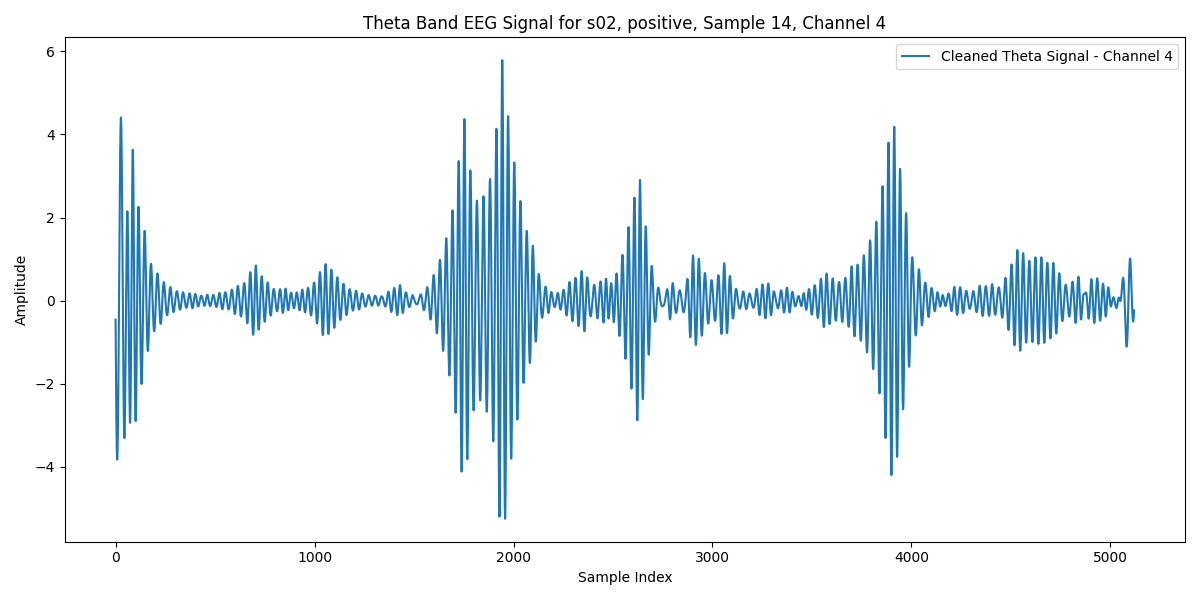 Theta Band EEG Signal for s02, positive, Sample 14, Channel 4
Cleaned Theta Signal - Channel 4
6
4
2
0
−2
−4
Amplitude
0 1000 2000 3000 4000 5000
Sample Index